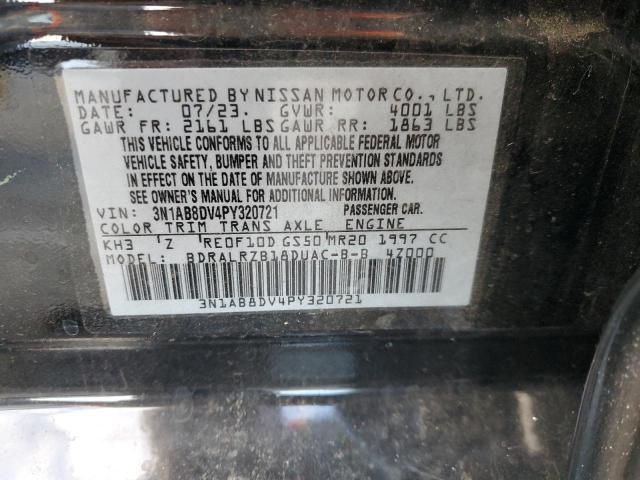 MANUFACTURED BY NISSAN MOTOR CO., LTD.
DATE: 07/23. GVWR: 4001 LBS
GAWR FR: 2161 LBS GAWR RR: 1863 LBS
THIS VEHICLE CONFORMS TO ALL APPLICABLE FEDERAL MOTOR
VEHICLE SAFETY, BUMPER AND THEFT PREVENTION STANDARDS
IN EFFECT ON THE DATE OF MANUFACTURE SHOWN ABOVE.
SEE OWNER'S MANUAL FOR ADDITIONAL INFORMATION.
VIN: 3N1AB8DV4PY320721 PASSENGER CAR.
COLOR TRIM TRANS AXLE ENGINE
KH3 'Z RE0F10D GS50 MR20 1997 CC
BDRALRZB18DUAC-B-B 4Z000
3N1AB8DV4PY320721